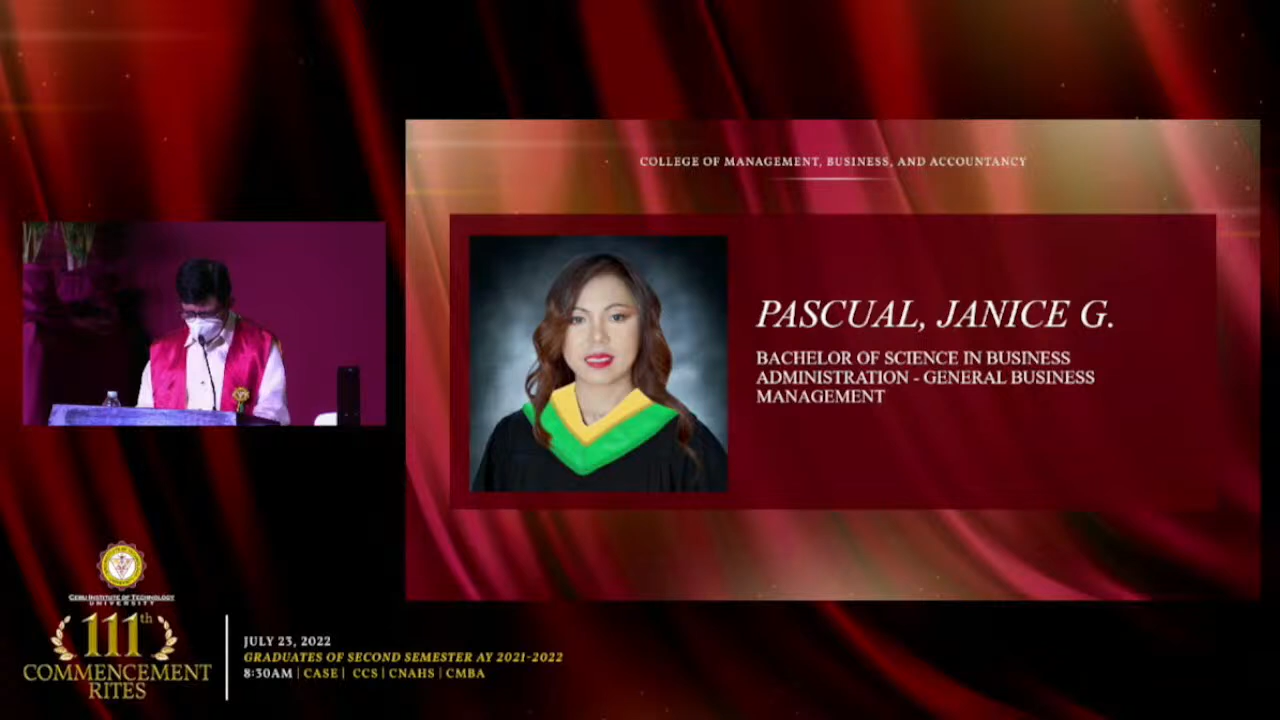 COLLEGE OF MANAGEMENT, BUSINESS, AND ACCOUNTANCY
PASCUAL, JANICE G.
BACHELOR OF SCIENCE IN BUSINESS
ADMINISTRATION - GENERAL BUSINESS
MANAGEMENT
CEBU INSTITUTE OF TECHNOLOGY
UNIVERSITY
111th
COMMENCEMENT
RITES
JULY 23, 2022
GRADUATES OF SECOND SEMESTER AY 2021-2022
8:30AM | CASE | CCS | CNAHS | CMBA